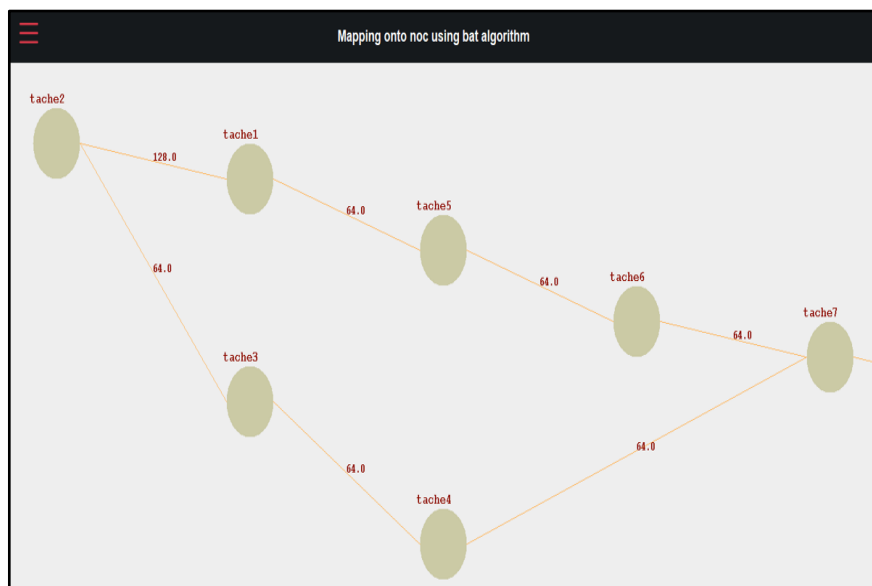 Mapping onto noc using bat algorithm
tache2
tache1
128.0
tache5
64.0
64.0
tache6
64.0
tache7
64.0
tache3
64.0
64.0
tache4